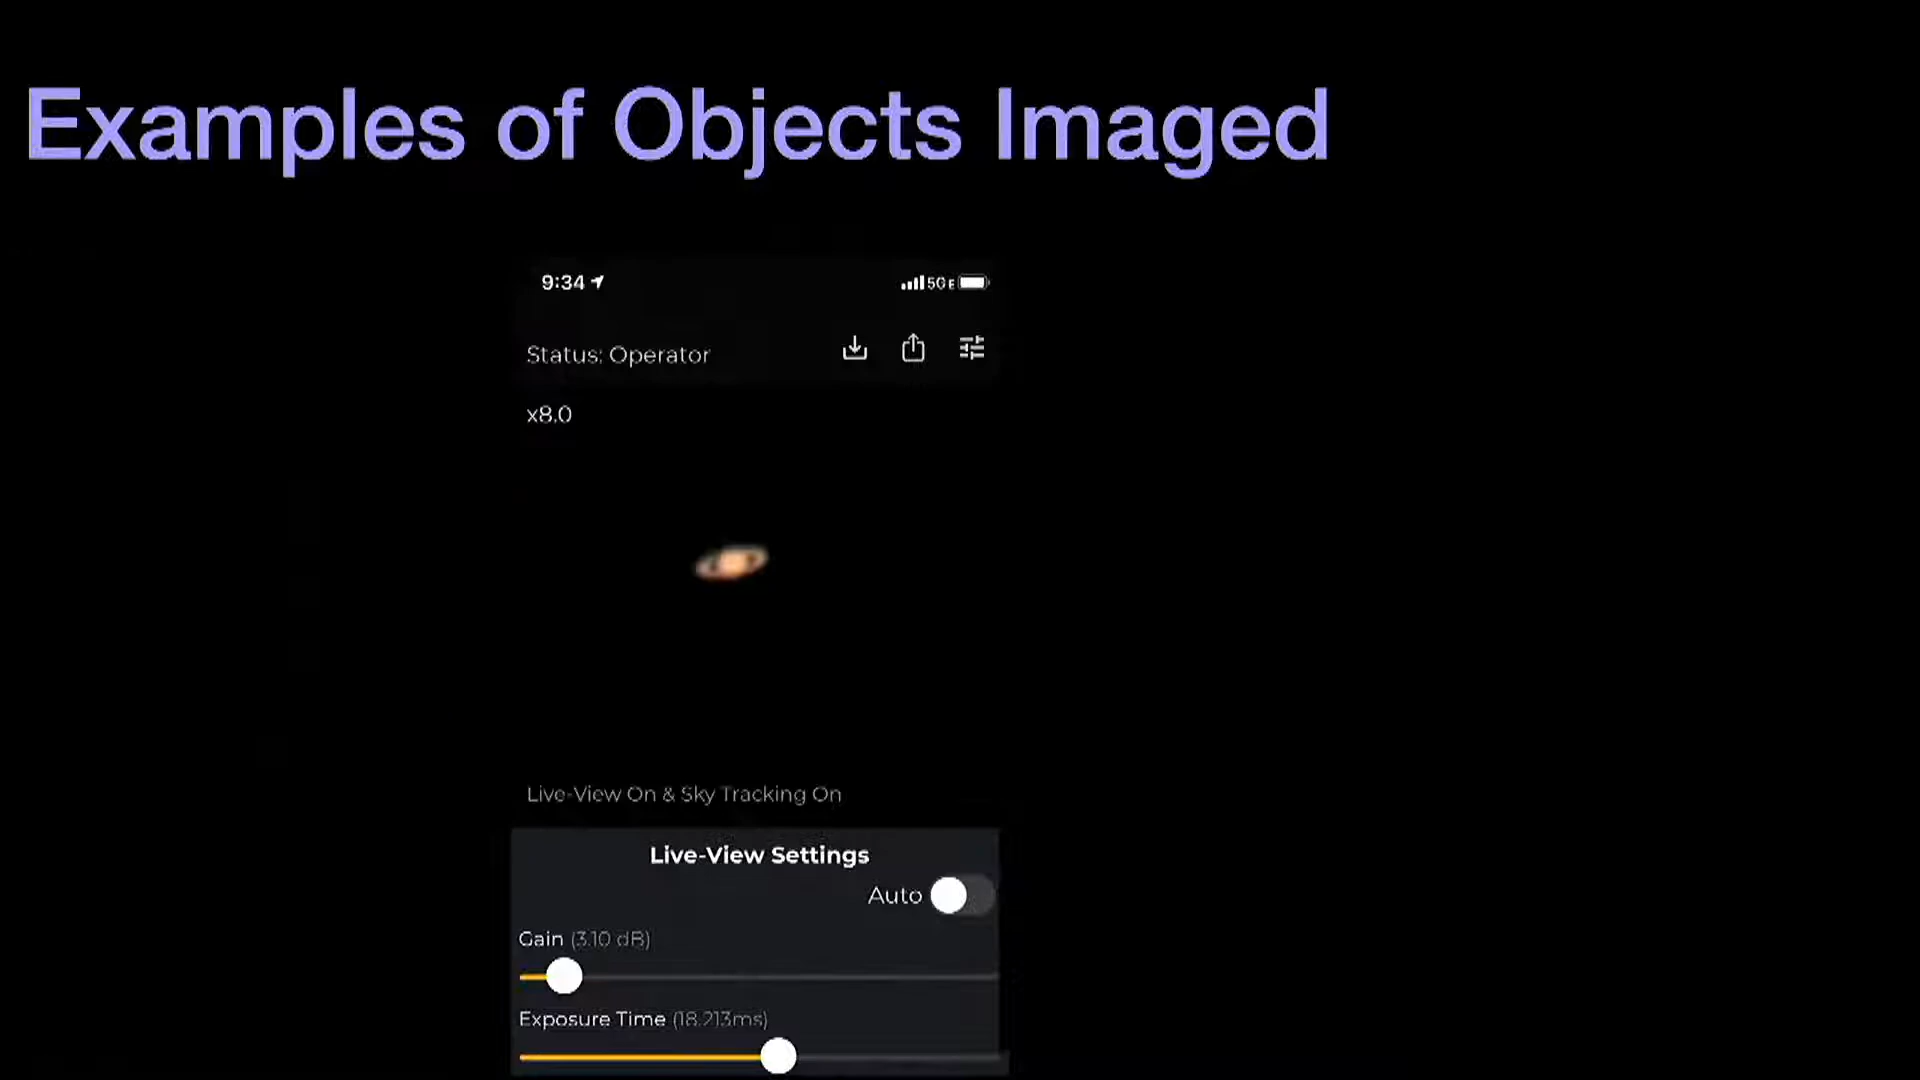 Examples of Objects Imaged
9:34
5GE
Status: Operator
x8.0
Live-View On & Sky Tracking On
Live-View Settings
Auto
Gain (3.10 dB)
Exposure Time (18.213ms)